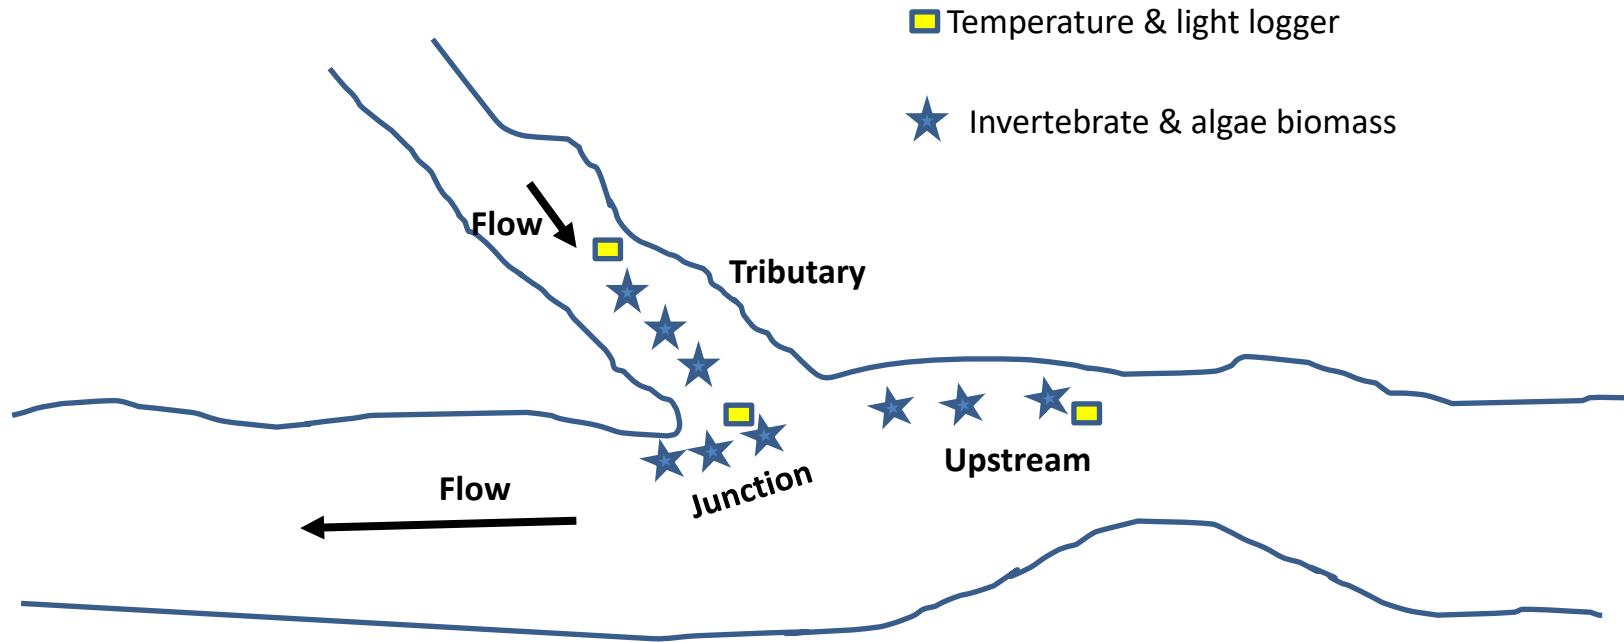 Temperature & light logger
Invertebrate & algae biomass
Flow
Tributary
Upstream
Junction
Flow